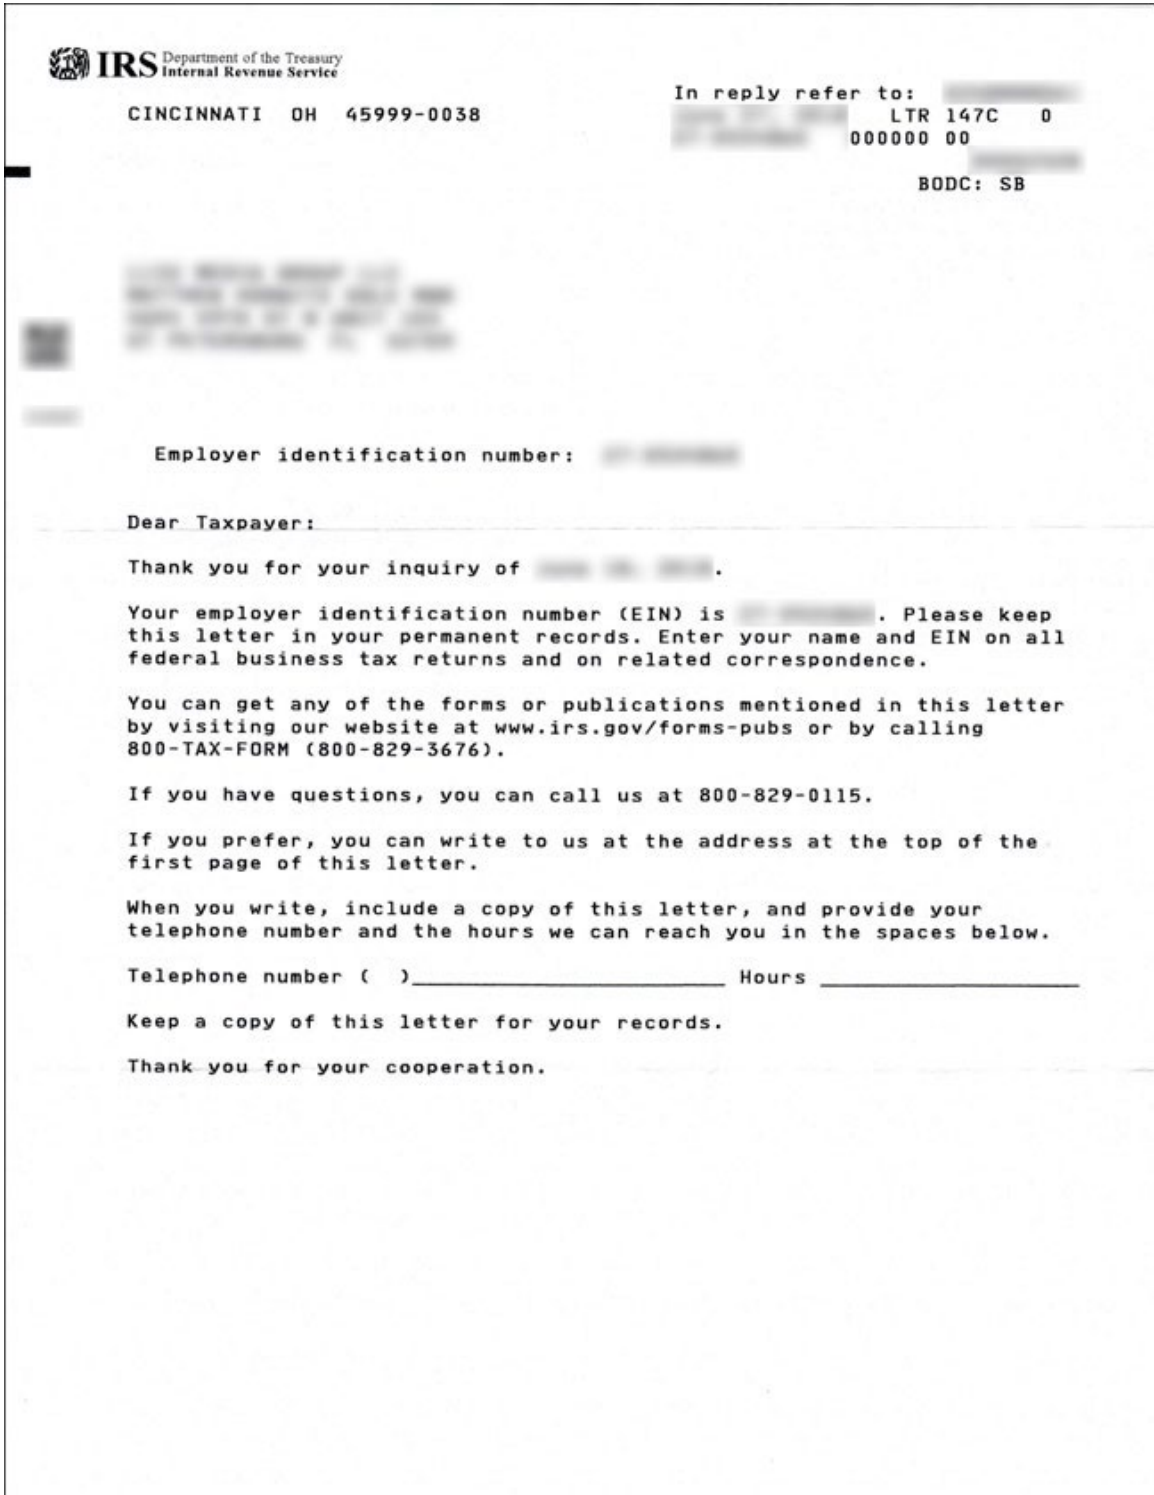 IRS Department of the Treasury
Internal Revenue Service
CINCINNATI OH 45999-0038
In reply refer to:
LTR 147C 0
000000 00
BODC: SB
Employer identification number:
Dear Taxpayer:
Thank you for your inquiry of .
Your employer identification number (EIN) is . Please keep
this letter in your permanent records. Enter your name and EIN on all
federal business tax returns and on related correspondence.
You can get any of the forms or publications mentioned in this letter
by visiting our website at www.irs.gov/forms-pubs or by calling
800-TAX-FORM (800-829-3676).
If you have questions, you can call us at 800-829-0115.
If you prefer, you can write to us at the address at the top of the
first page of this letter.
When you write, include a copy of this letter, and provide your
telephone number and the hours we can reach you in the spaces below.
Telephone number ( )_______________________ Hours ___________________
Keep a copy of this letter for your records.
Thank you for your cooperation.